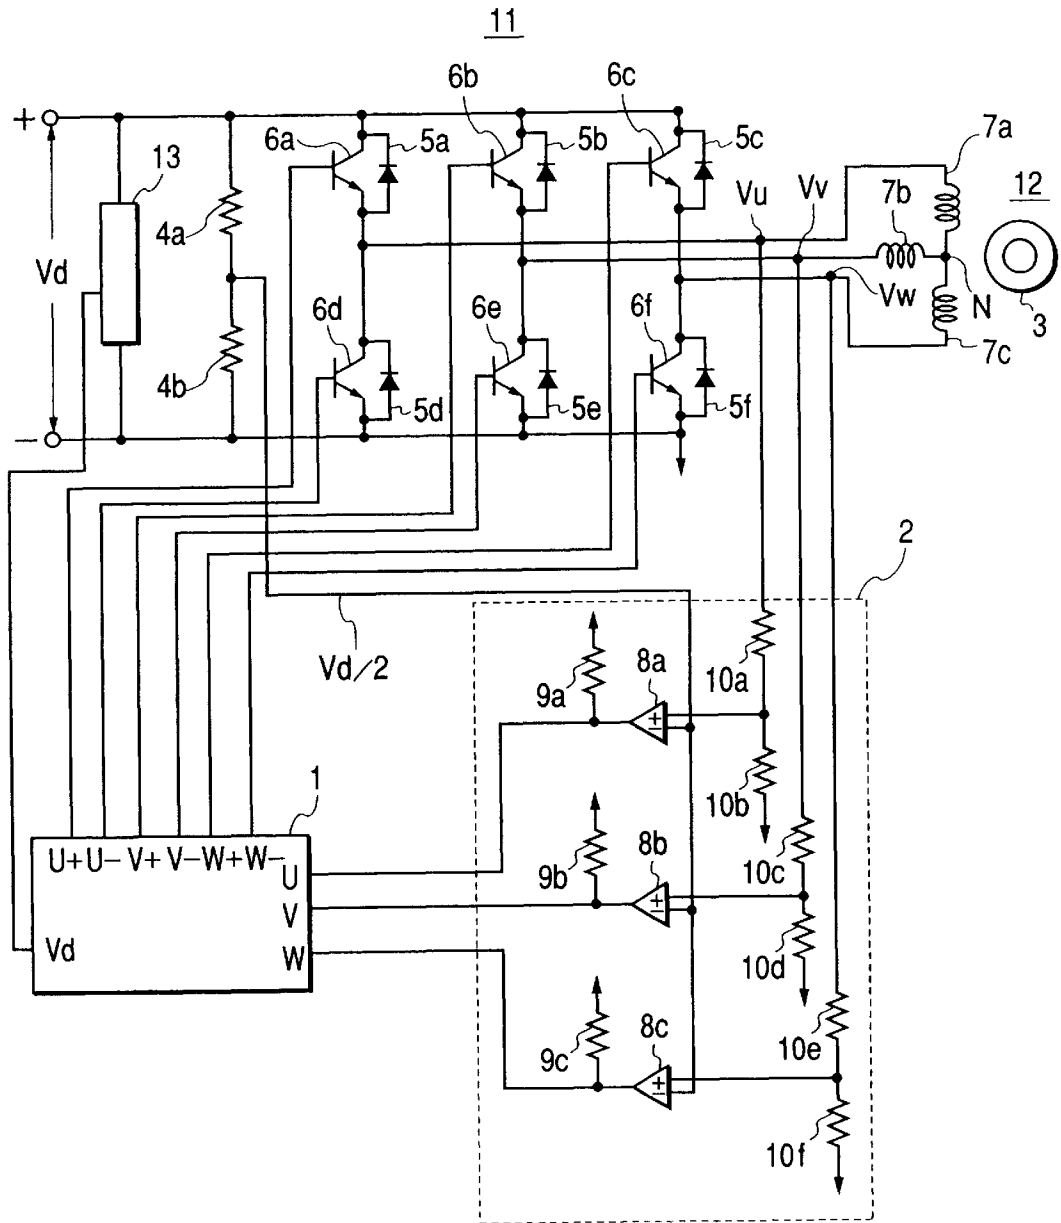 11
+
13
4a
Vd
4b
−
6a
5a
6b
5b
6c
5c
6d
5d
6e
5e
6f
5f
Vu
Vv
Vw
7a
7b
12
N
3
7c
Vd/2
2
9a
8a
10a
10b
9b
8b
10c
10d
9c
8c
10e
10f
1
U+ U− V+ V− W+ W−
U
V
W
Vd
+
−
+
−
+
−